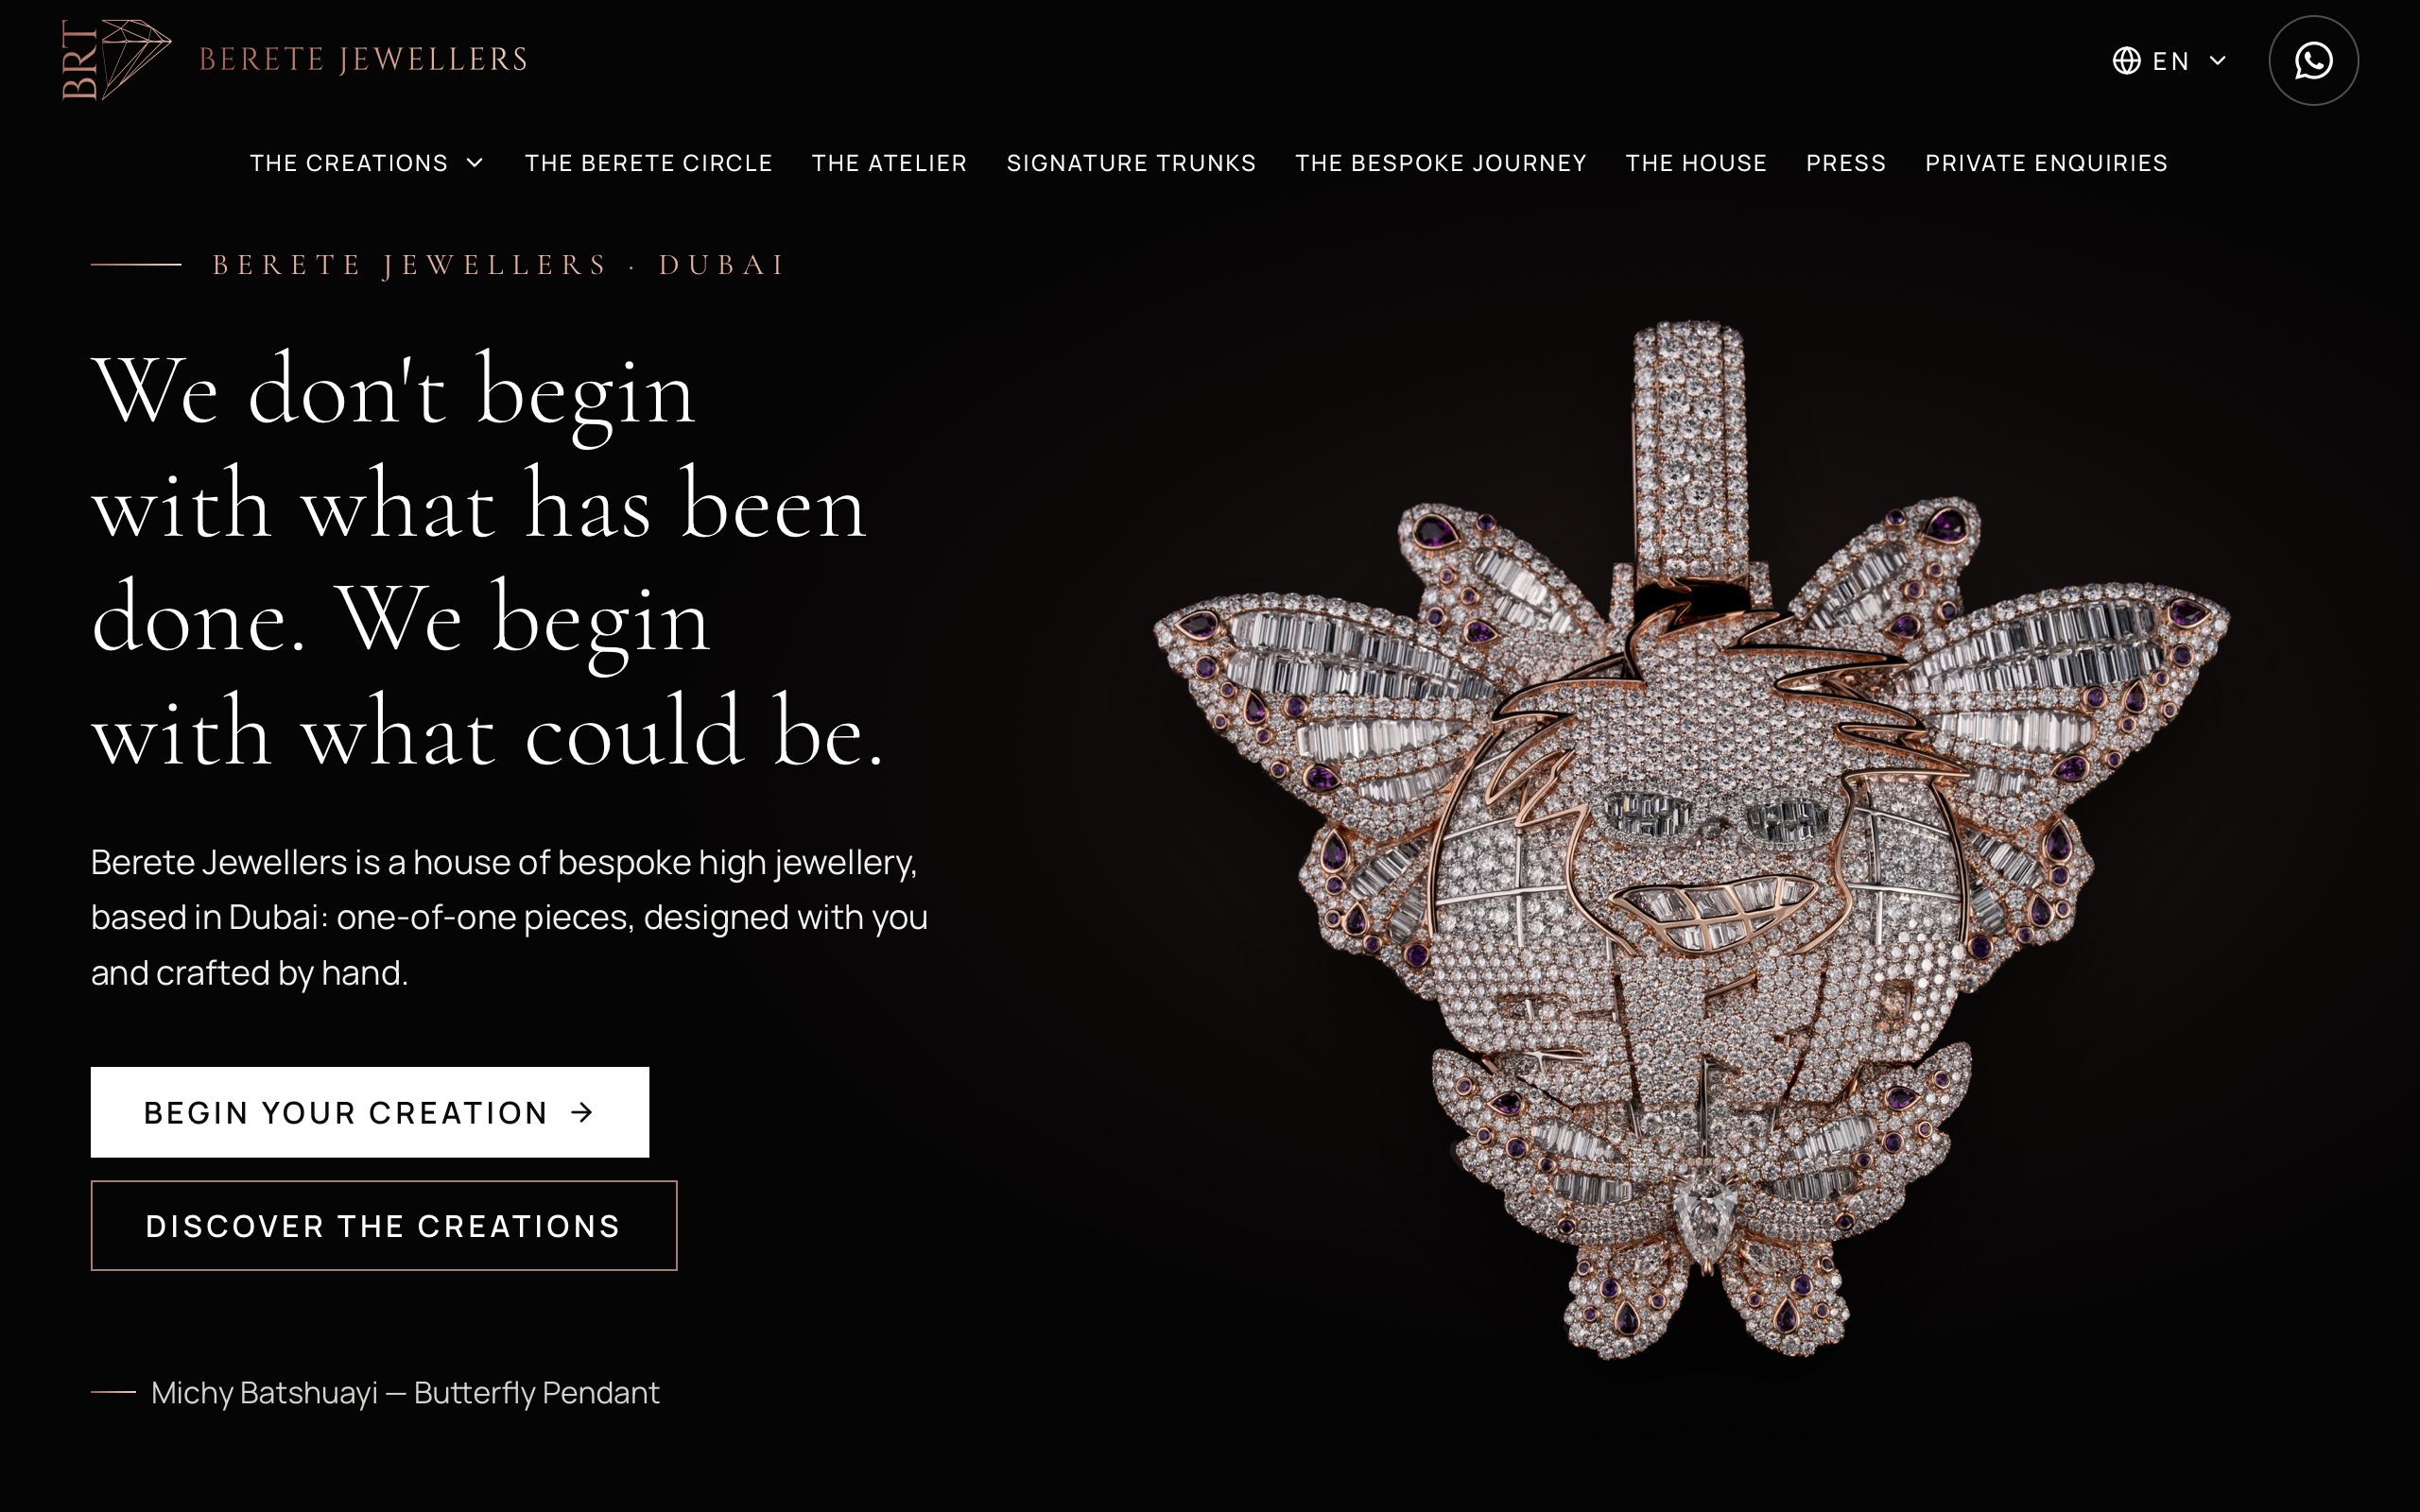 BRT
BERETE JEWELLERS
EN
THE CREATIONS
THE BERETE CIRCLE
THE ATELIER
SIGNATURE TRUNKS
THE BESPOKE JOURNEY
THE HOUSE
PRESS
PRIVATE ENQUIRIES
BERETE JEWELLERS · DUBAI
We don't begin
with what has been
done. We begin
with what could be.
Berete Jewellers is a house of bespoke high jewellery,
based in Dubai: one-of-one pieces, designed with you
and crafted by hand.
BEGIN YOUR CREATION →
DISCOVER THE CREATIONS
Michy Batshuayi — Butterfly Pendant